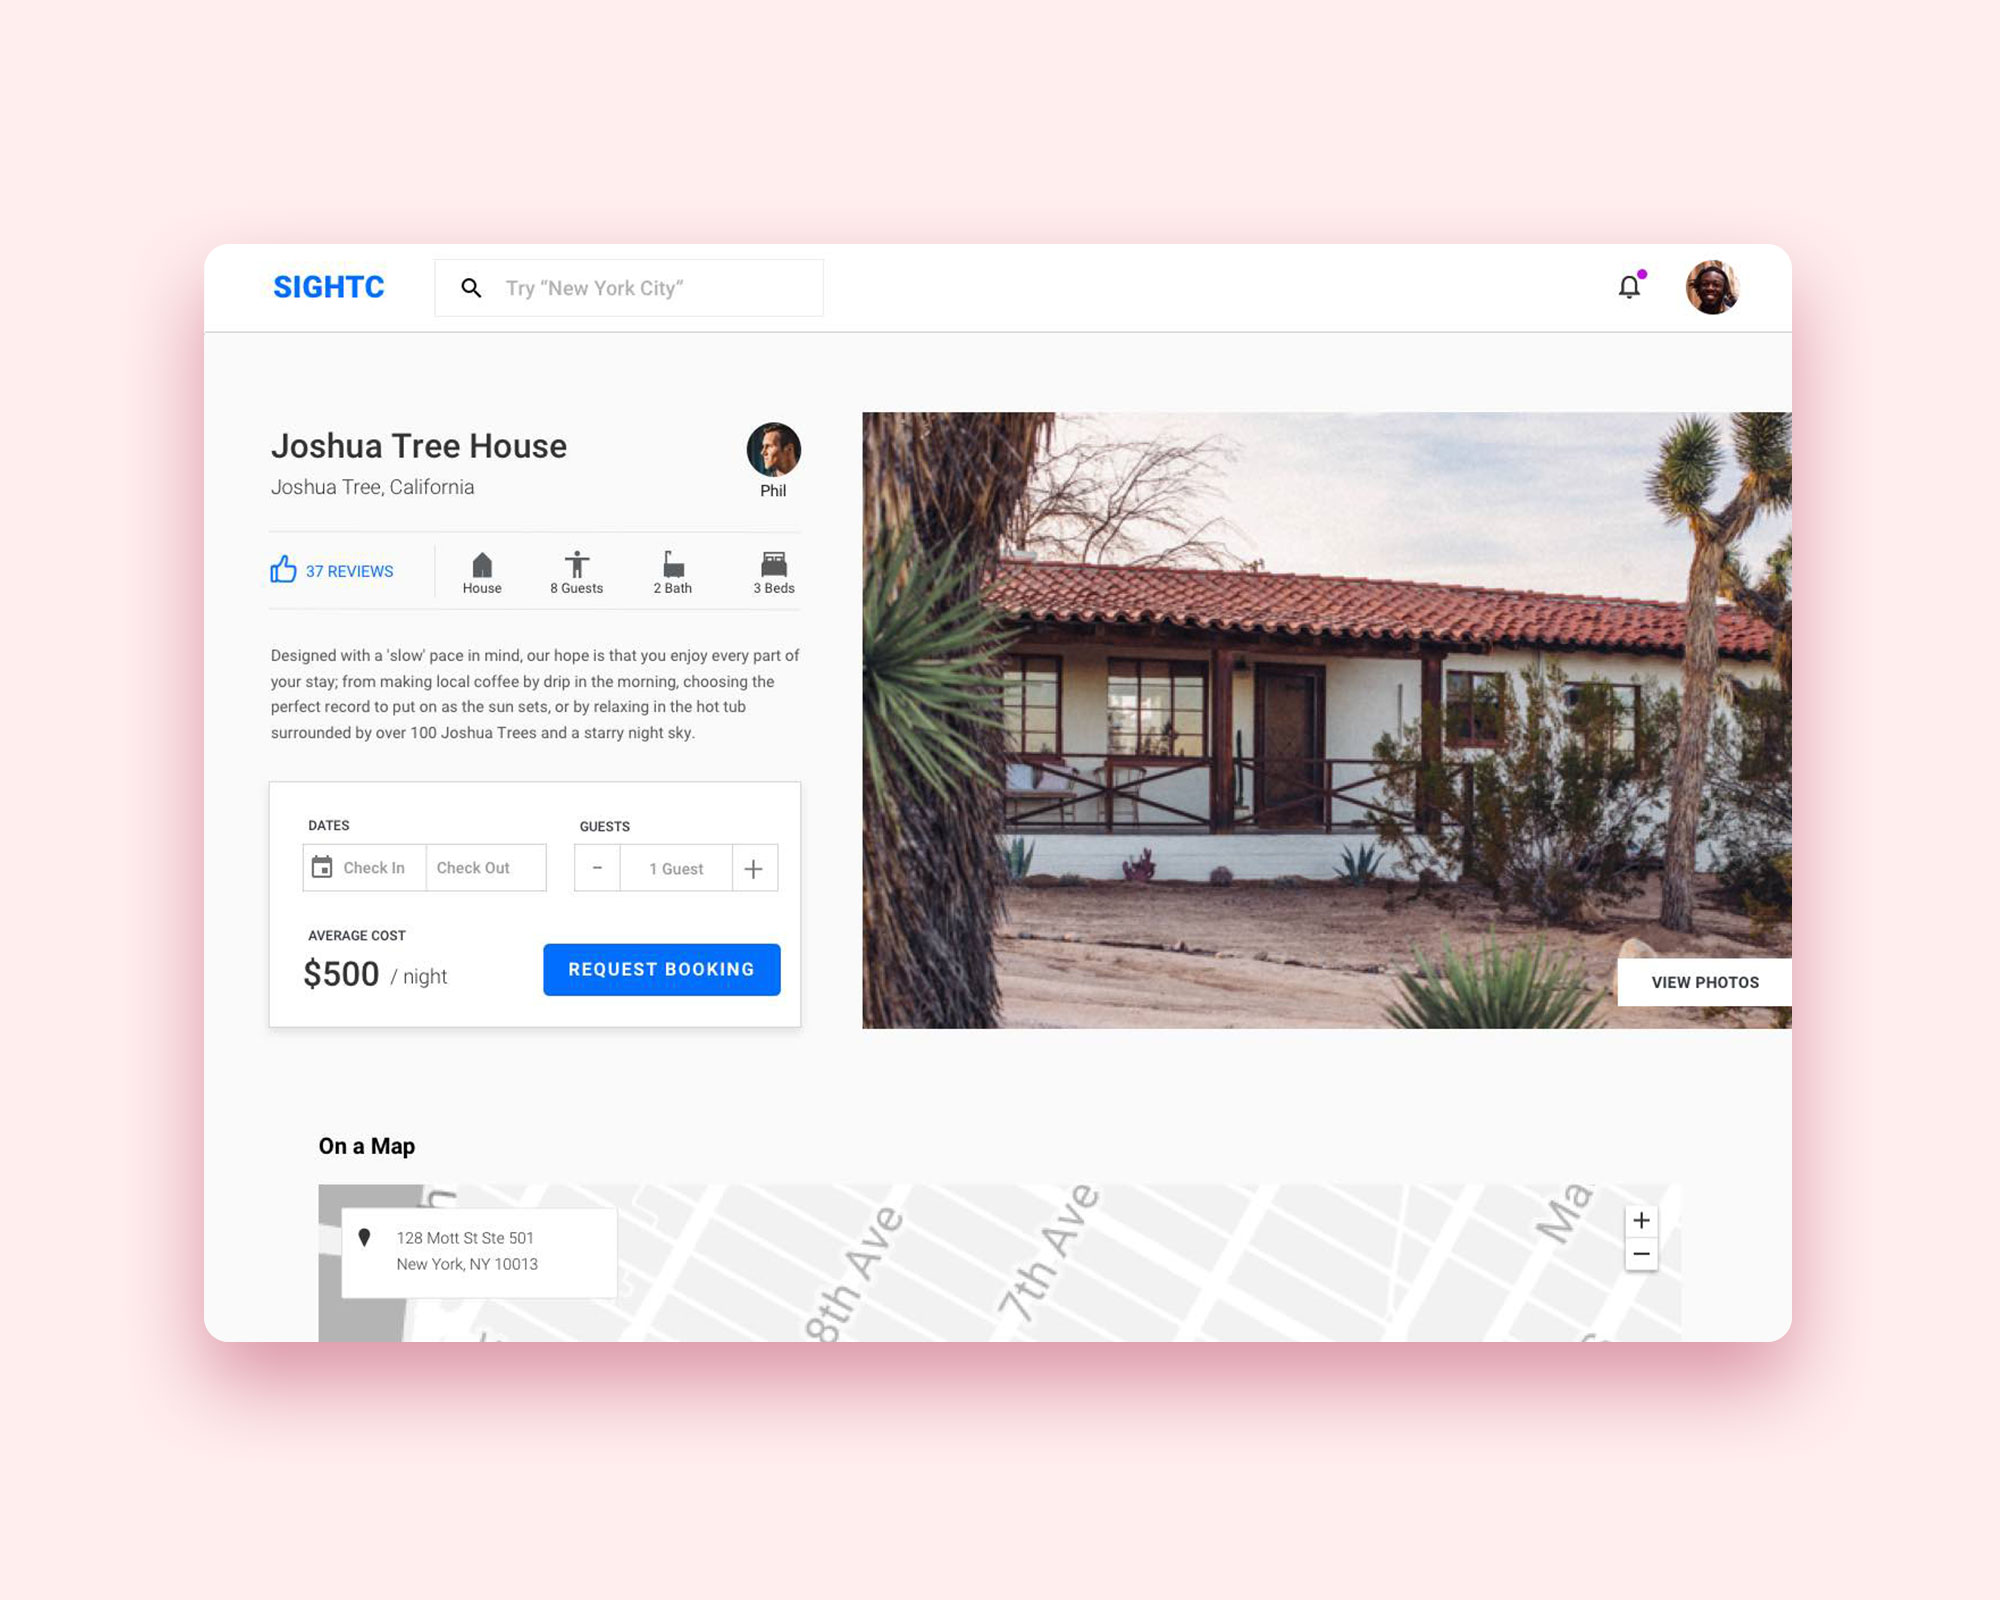 SIGHTC
Try “New York City“
Joshua Tree House
Joshua Tree, California
Phil
37 REVIEWS
House
8 Guests
2 Bath
3 Beds
Designed with a 'slow' pace in mind, our hope is that you enjoy every part of
your stay; from making local coffee by drip in the morning, choosing the
perfect record to put on as the sun sets, or by relaxing in the hot tub
surrounded by over 100 Joshua Trees and a starry night sky.
DATES
GUESTS
Check In
Check Out
-
1 Guest
+
AVERAGE COST
$500 / night
REQUEST BOOKING
VIEW PHOTOS
On a Map
128 Mott St Ste 501
New York, NY 10013
8th Ave
7th Ave
+
−